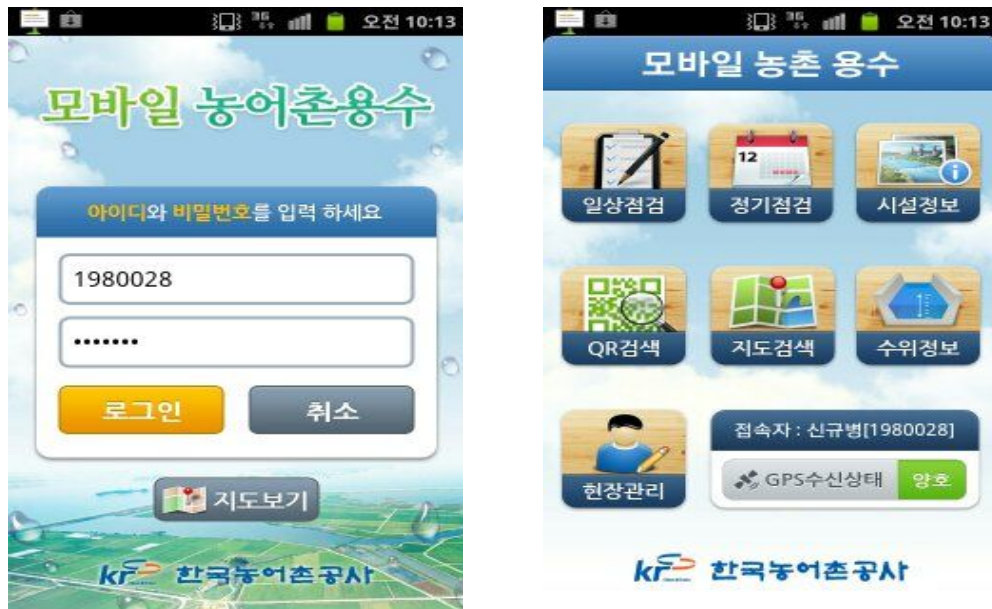 3G
오전 10:13
모바일 농어촌용수
아이디와 비밀번호를 입력 하세요
1980028
•••••••
로그인
취소
지도보기
kr 한국농어촌공사
3G
오전 10:13
모바일 농촌 용수
12
일상점검
정기점검
시설정보
QR검색
지도검색
수위정보
현장관리
접속자 : 신규병[1980028]
GPS수신상태
양호
kr 한국농어촌공사